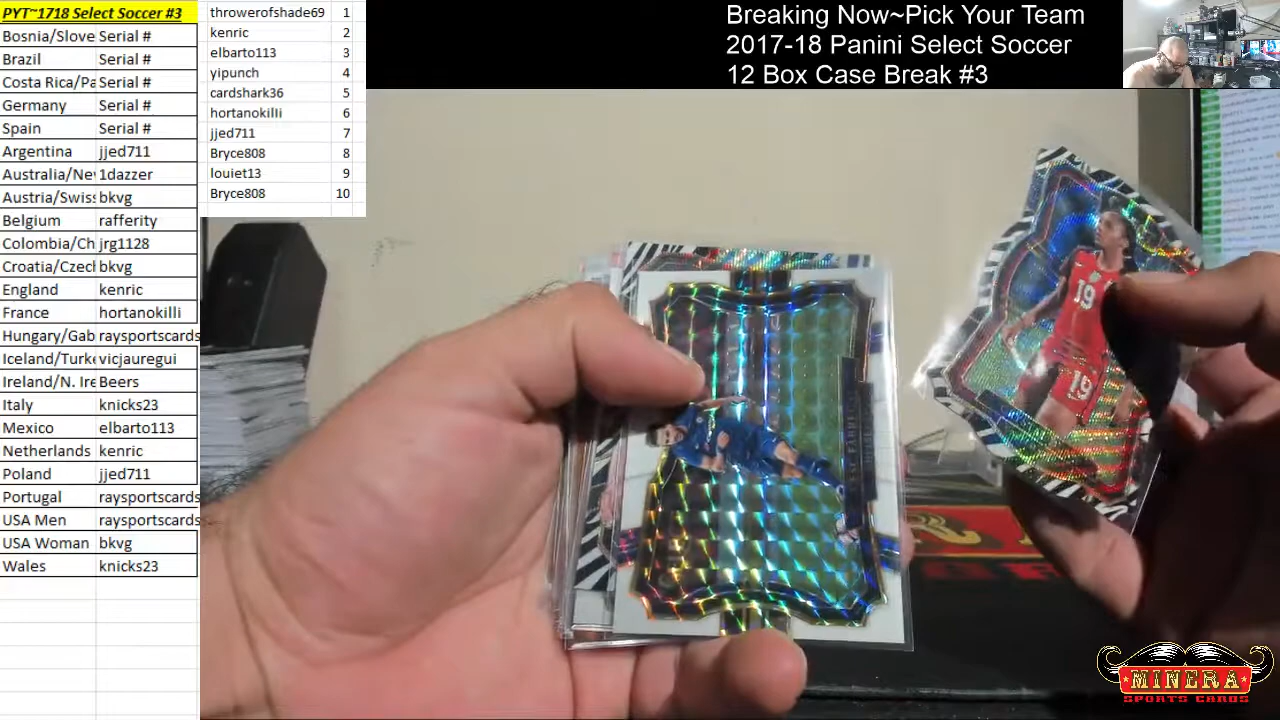 PYT~1718 Select Soccer #3
Bosnia/Slove Serial #
Brazil Serial #
Costa Rica/Pa Serial #
Germany Serial #
Spain Serial #
Argentina jjed711
Australia/Nev 1dazzer
Austria/Swiss bkvg
Belgium rafferity
Colombia/Ch jrg1128
Croatia/Czecl bkvg
England kenric
France hortanokilli
Hungary/Gab raysportscards
Iceland/Turke vicjauregui
Ireland/N. Ire Beers
Italy knicks23
Mexico elbarto113
Netherlands kenric
Poland jjed711
Portugal raysportscards
USA Men raysportscards
USA Woman bkvg
Wales knicks23
throwerofshade69 1
kenric 2
elbarto113 3
yipunch 4
cardshark36 5
hortanokilli 6
jjed711 7
Bryce808 8
louiet13 9
Bryce808 10
Breaking Now~Pick Your Team
2017-18 Panini Select Soccer
12 Box Case Break #3
19
19
MINERA
SPORTS CARDS